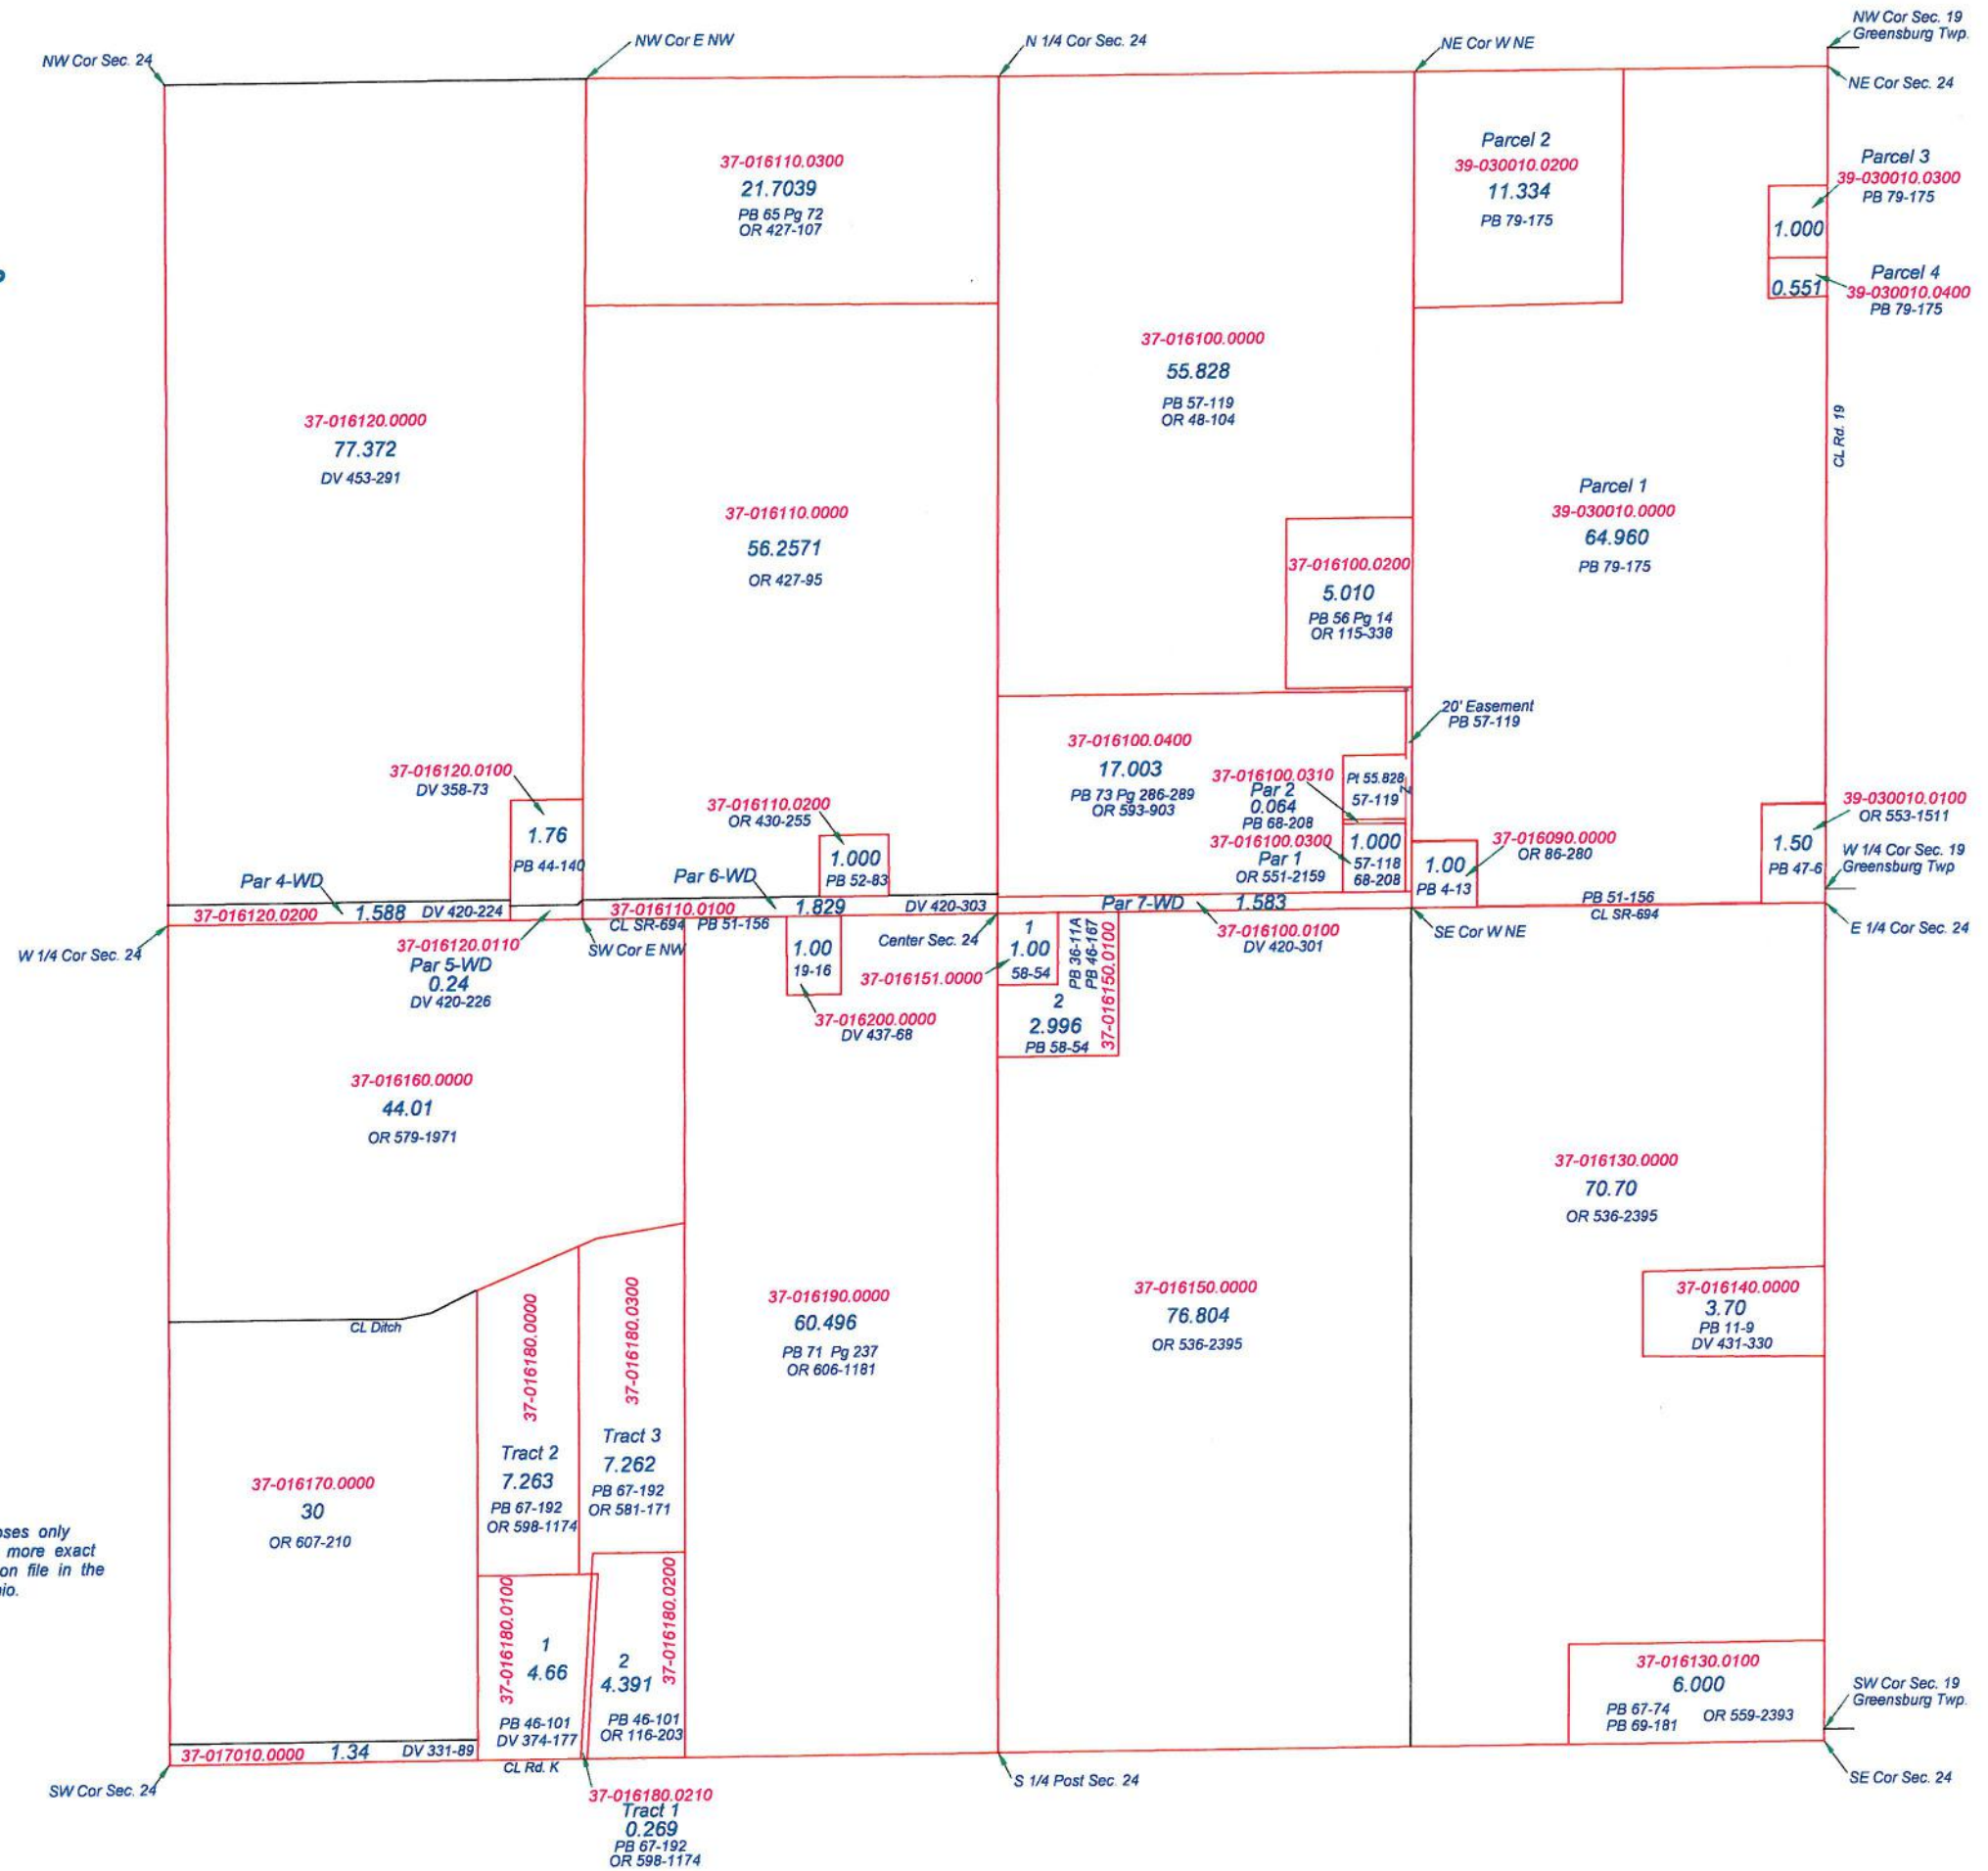 NW Cor Sec. 24
NW Cor E NW
N 1/4 Cor Sec. 24
NE Cor W NE
NW Cor Sec. 19
Greensburg Twp.
NE Cor Sec. 24
37-016110.0300
21.7039
PB 65 Pg 72
OR 427-107
Parcel 2
39-030010.0200
11.334
PB 79-175
Parcel 3
39-030010.0300
PB 79-175
1.000
Parcel 4
39-030010.0400
PB 79-175
0.551
37-016100.0000
55.828
PB 57-119
OR 48-104
CL Rd. 19
37-016120.0000
77.372
DV 453-291
37-016110.0000
56.2571
OR 427-95
Parcel 1
39-030010.0000
64.960
PB 79-175
37-016100.0200
5.010
PB 56 Pg 14
OR 115-338
20' Easement
PB 57-119
37-016100.0400
17.003
PB 73 Pg 286-289
OR 593-903
37-016100.0310
Par 2
0.064
PB 68-208
Pt 55.828
57-119
Z
37-016100.0300
Par 1
OR 551-2159
1.000
57-118
68-208
37-016120.0100
DV 358-73
1.76
PB 44-140
37-016110.0200
OR 430-255
1.000
PB 52-83
39-030010.0100
OR 553-1511
1.50
PB 47-6
W 1/4 Cor Sec. 19
Greensburg Twp
37-016090.0000
OR 86-280
1.00
PB 4-13
Par 4-WD
37-016120.0200
1.588
DV 420-224
Par 6-WD
37-016110.0100
1.829
DV 420-303
CL SR-694
PB 51-156
Par 7-WD
1.583
37-016100.0100
DV 420-301
PB 51-156
CL SR-694
W 1/4 Cor Sec. 24
37-016120.0110
Par 5-WD
0.24
DV 420-226
SW Cor E NW
1.00
19-16
Center Sec. 24
37-016151.0000
37-016200.0000
DV 437-68
1
1.00
58-54
PB 36-11A
PB 46-167
37-016150.0100
2
2.996
PB 58-54
SE Cor W NE
E 1/4 Cor Sec. 24
37-016160.0000
44.01
OR 579-1971
37-016130.0000
70.70
OR 536-2395
37-016140.0000
3.70
PB 11-9
DV 431-330
CL Ditch
37-016180.0000
Tract 2
7.263
PB 67-192
OR 598-1174
37-016180.0300
Tract 3
7.262
PB 67-192
OR 581-171
37-016190.0000
60.496
PB 71 Pg 237
OR 606-1181
37-016150.0000
76.804
OR 536-2395
37-016170.0000
30
OR 607-210
only
more exact
on file in the
37-016180.0100
1
4.66
PB 46-101
DV 374-177
37-016180.0200
2
4.391
PB 46-101
OR 116-203
37-016130.0100
6.000
PB 67-74
PB 69-181
OR 559-2393
SW Cor Sec. 19
Greensburg Twp.
37-017010.0000
1.34
DV 331-89
CL Rd. K
SW Cor Sec. 24
37-016180.0210
Tract 1
0.269
PB 67-192
OR 598-1174
S 1/4 Post Sec. 24
SE Cor Sec. 24